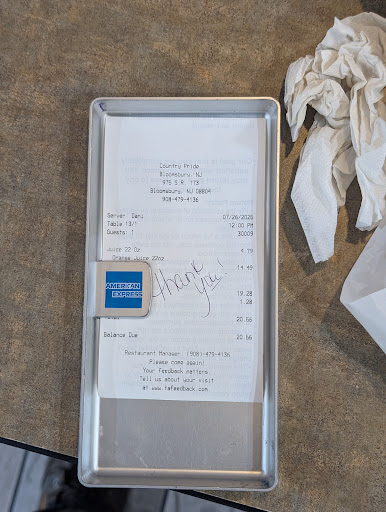 Country Pride
Bloomsbury, NJ
975 S.R. 173
Bloomsbury, NJ 08804
908-479-4136
Server: Dani 07/26/2025
Table 13/1 12:00 PM
Guests: 1 30009
Juice 22 Oz 4.79
Orange Juice 22oz
14.49
AMERICAN
EXPRESS
Thank
you!
19.28
1.28
20.56
Balance Due 20.56
Restaurant Manager: (908)-479-4136
Please come again!
Your feedback matters
Tell us about your visit
at www.tafeedback.com